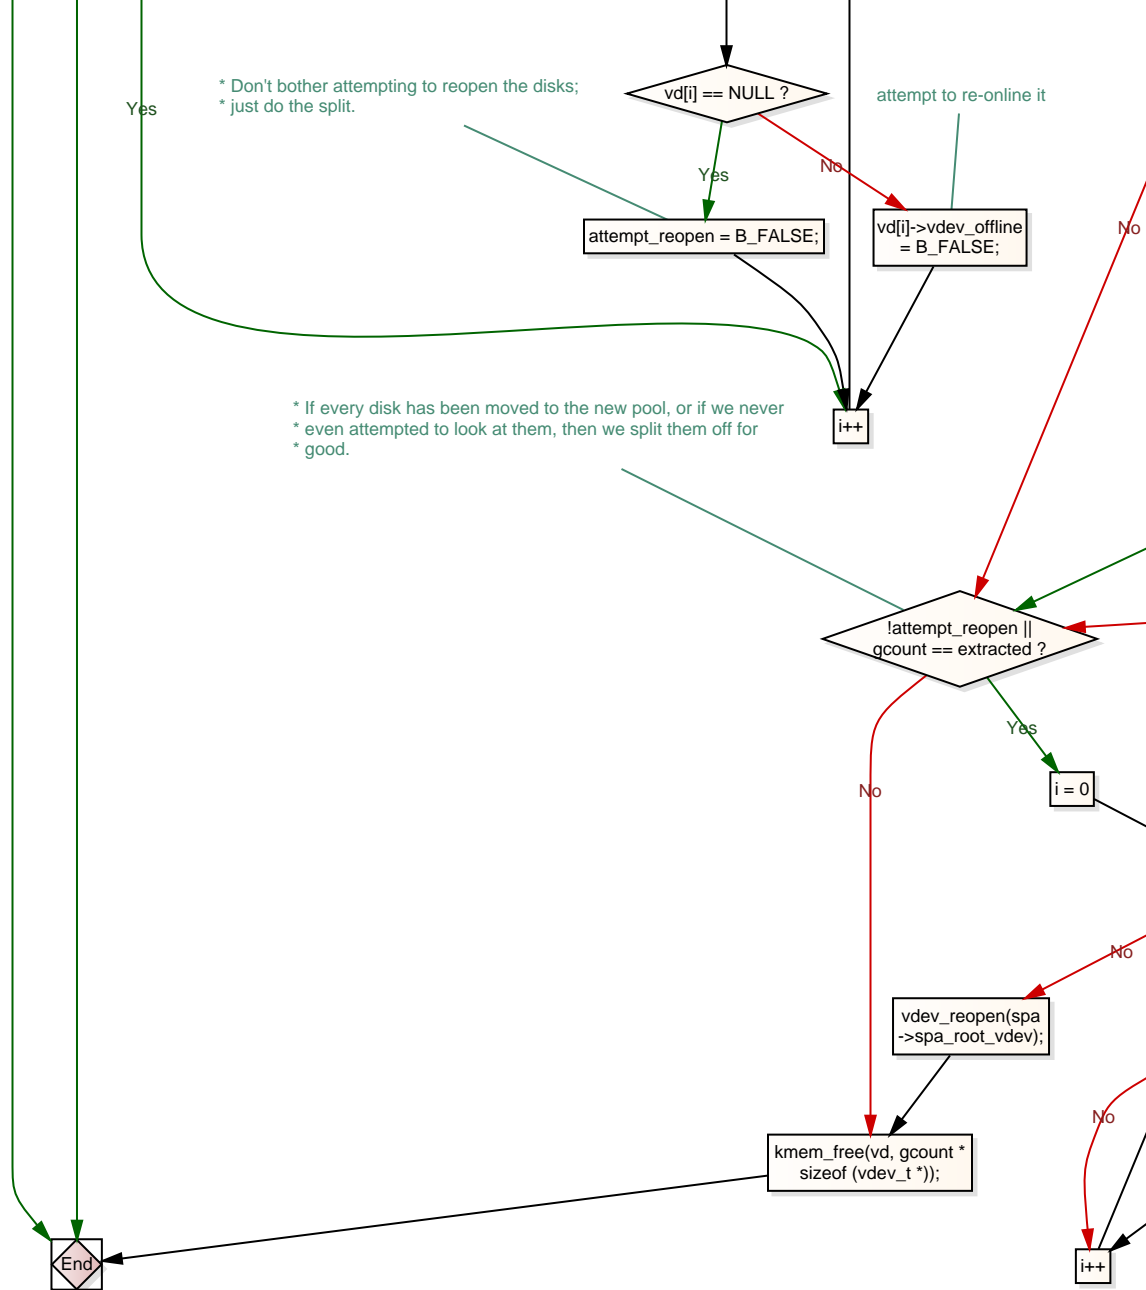 * Don't bother attempting to reopen the disks;
* just do the split.
Yes
vd[i] == NULL ?
attempt to re-online it
Yes
No
attempt_reopen = B_FALSE;
vd[i]->vdev_offline
= B_FALSE;
No
* If every disk has been moved to the new pool, or if we never
* even attempted to look at them, then we split them off for
* good.
i++
!attempt_reopen ||
gcount == extracted ?
Yes
No
i = 0
No
vdev_reopen(spa
->spa_root_vdev);
No
kmem_free(vd, gcount *
sizeof (vdev_t *));
End
i++